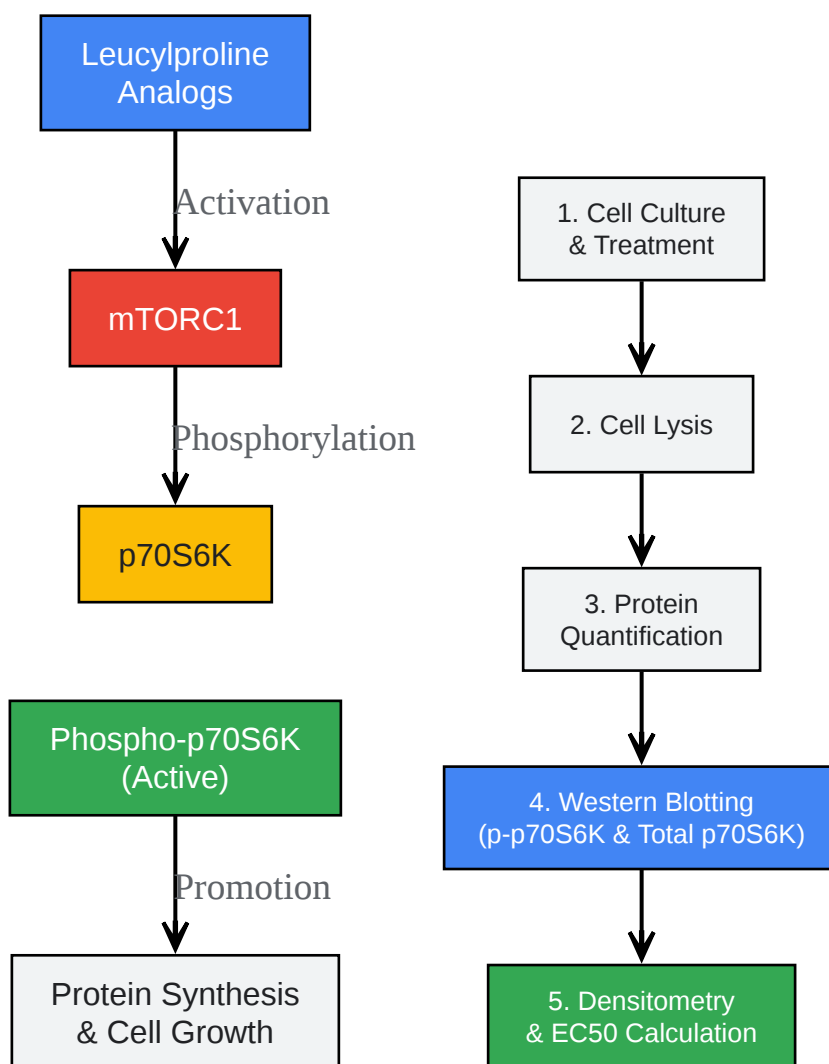 Leucylproline
Analogs
Activation
mTORC1
Phosphorylation
p70S6K
Phospho-p70S6K
(Active)
Promotion
Protein Synthesis
& Cell Growth
1. Cell Culture
& Treatment
2. Cell Lysis
3. Protein
Quantification
4. Western Blotting
(p-p70S6K & Total p70S6K)
5. Densitometry
& EC50 Calculation